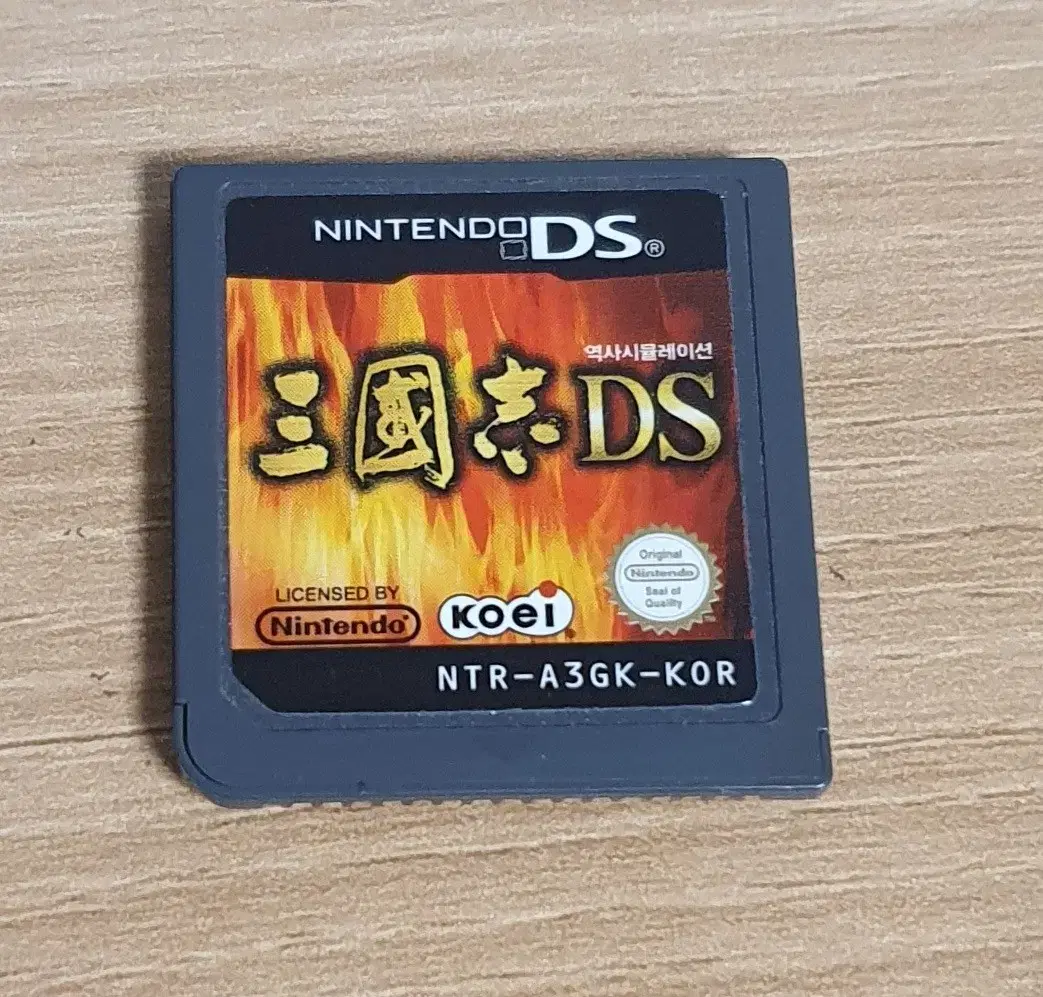 NINTENDO DS®
역사시뮬레이션
三國志DS
Original
Nintendo
Seal of
Quality
LICENSED BY
Nintendo®
KOEI
NTR-A3GK-KOR